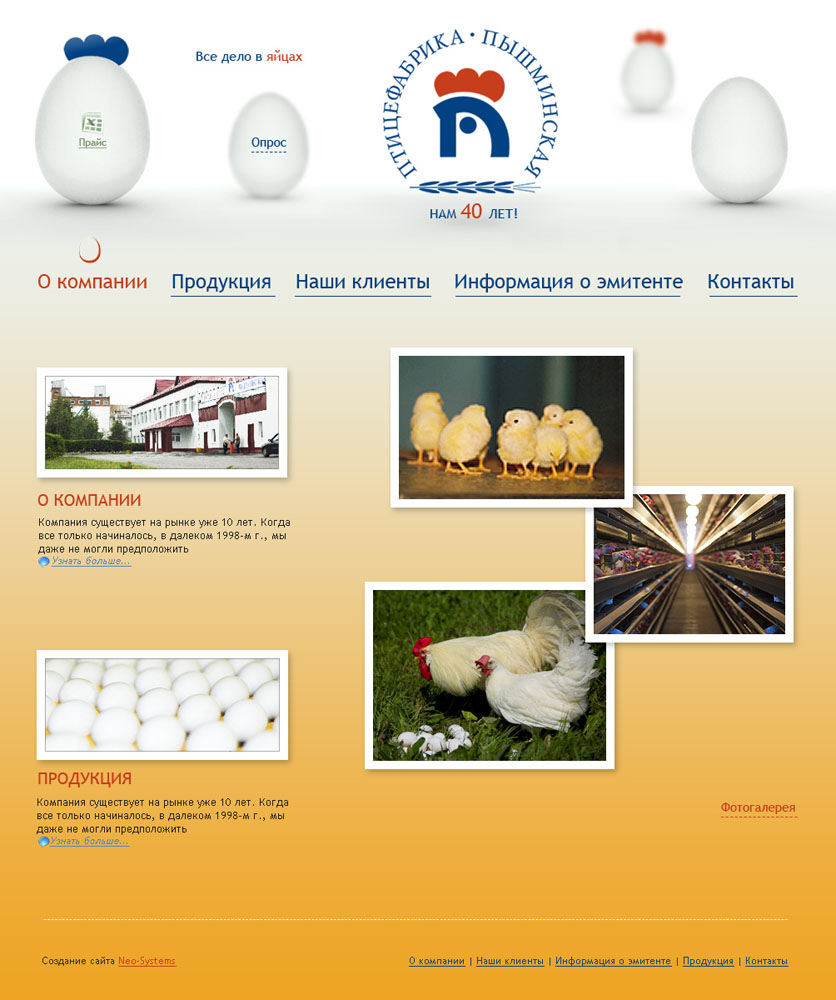 Все дело в яйцах
Прайс
Опрос
ПТИЦЕФАБРИКА · ПЫШМИНСКАЯ
НАМ 40 ЛЕТ!
О компании Продукция Наши клиенты Информация о эмитенте Контакты
О КОМПАНИИ
Компания существует на рынке уже 10 лет. Когда
все только начиналось, в далеком 1998-м г., мы
даже не могли предположить
Узнать больше...
ПРОДУКЦИЯ
Компания существует на рынке уже 10 лет. Когда
все только начиналось, в далеком 1998-м г., мы
даже не могли предположить
Узнать больше...
Фотогалерея
Создание сайта Neo-Systems
О компании | Наши клиенты | Информация о эмитенте | Продукция | Контакты